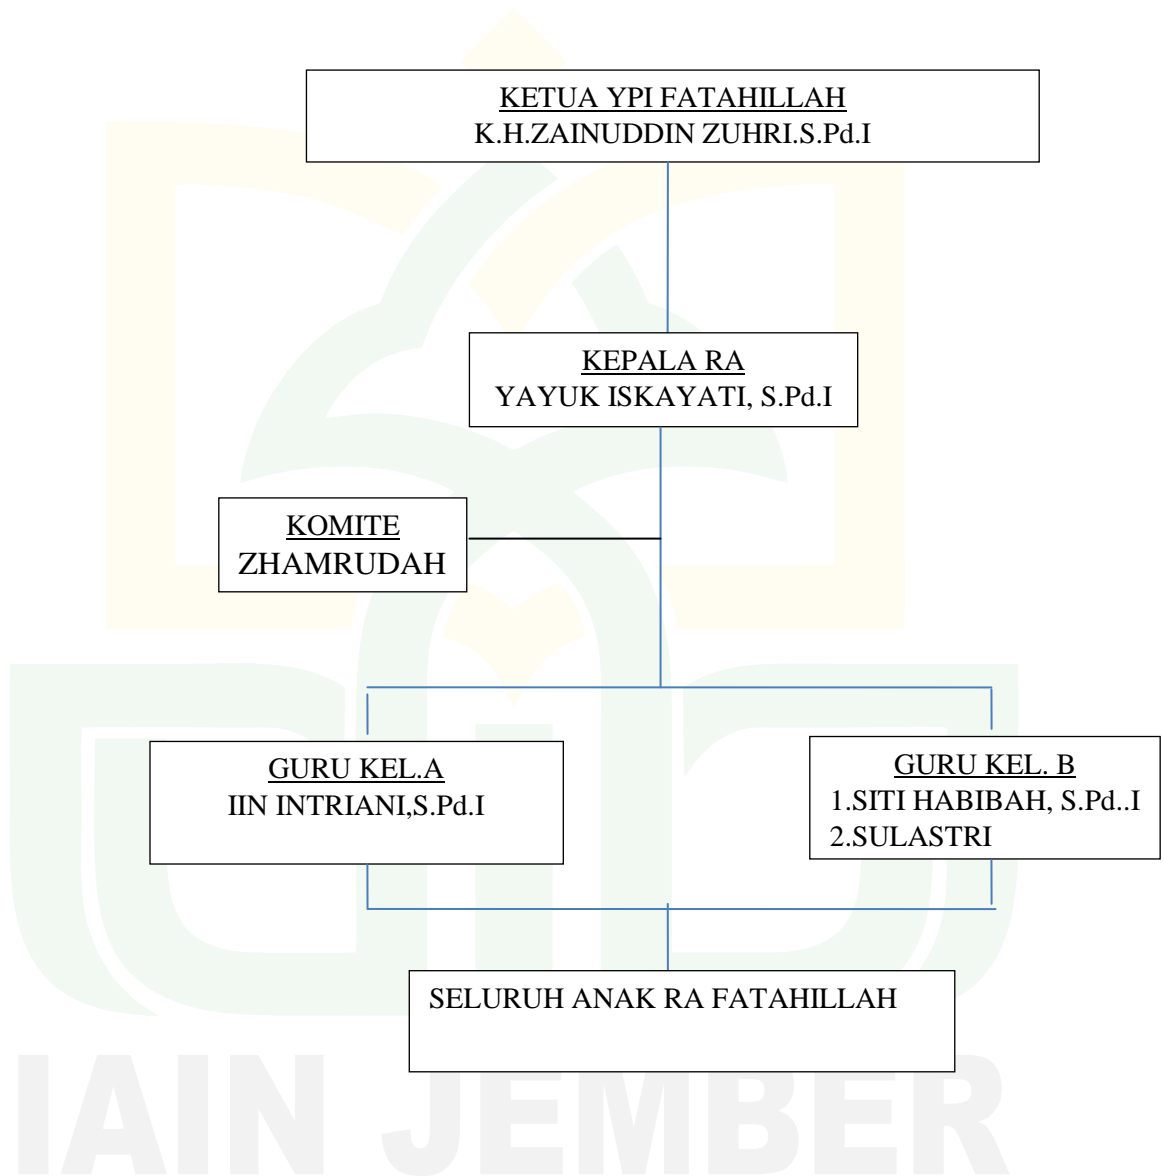 KETUA YPI FATAHILLAH
K.H.ZAINUDDIN ZUHRI.S.Pd.I
KEPALA RA
YAYUK ISKAYATI, S.Pd.I
KOMITE
ZHAMRUDAH
GURU KEL.A
IIN INTRIANI,S.Pd.I
GURU KEL. B
1.SITI HABIBAH, S.Pd..I
2.SULASTRI
SELURUH ANAK RA FATAHILLAH
IAIN JEMBER